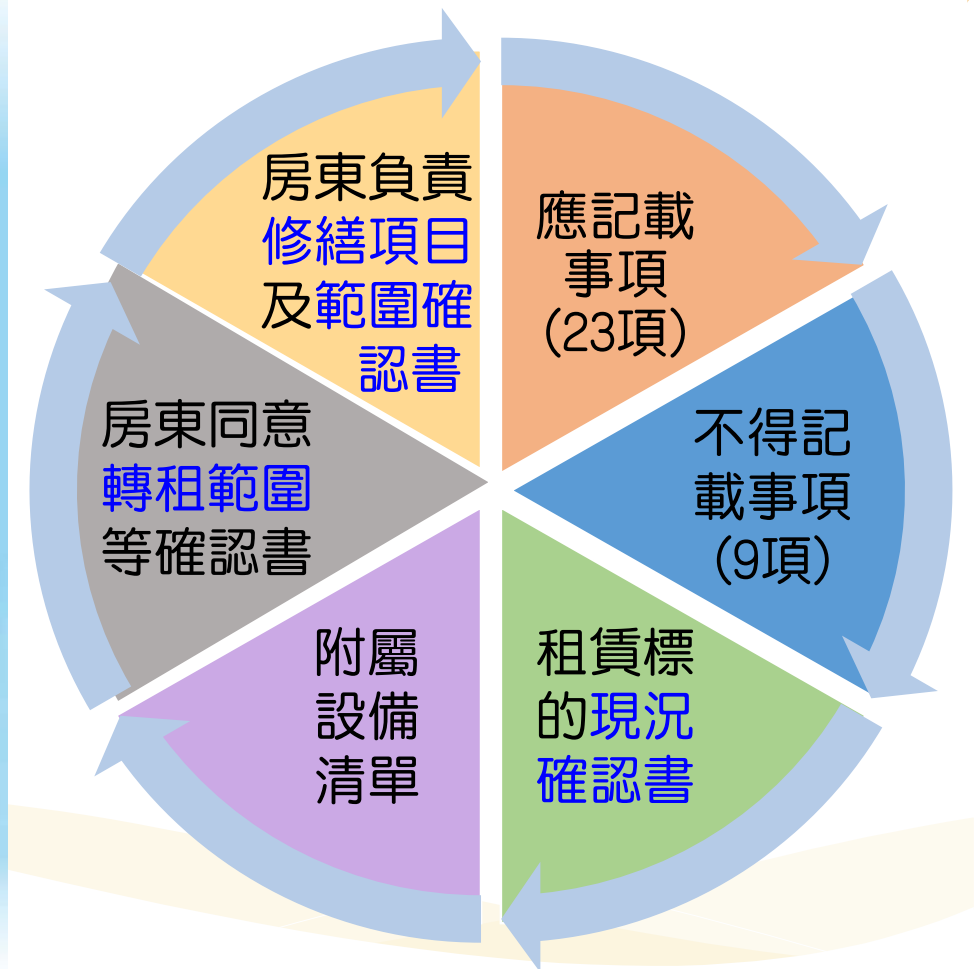 應記載
事項
(23項)
不得記
載事項
(9項)
租賃標
的現況
確認書
附屬
設備
清單
房東同意
轉租範圍
等確認書
房東負責
修繕項目
及範圍確
認書